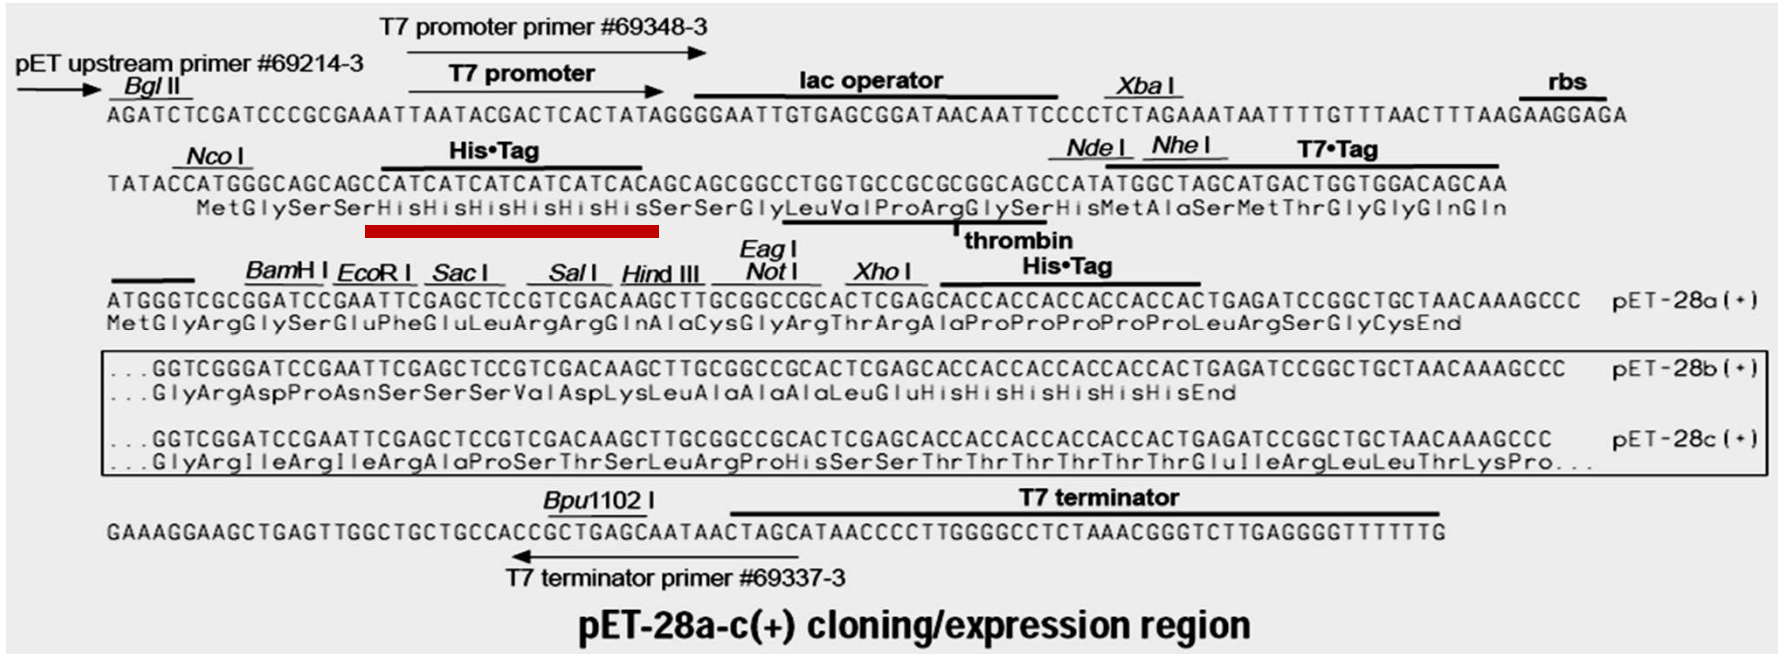 T7 promoter primer #69348-3
pET upstream primer #69214-3
Bgl II
T7 promoter
lac operator
Xba I
rbs
AGATCTCGATCCCGCGAAATTAATACGACTCACTATAGGGGAATTGTGAGCGGATAACAATTCCCCTCTAGAAATAATTTTGTTTAACTTTAAGAAGGAGA
Nco I
His•Tag
Nde I
Nhe I
T7•Tag
TATACCATGGGCAGCAGCCATCATCATCATCATCACAGCAGCGGCCTGGTGCCGCGCGGCAGCCATATGGCTAGCATGACTGGTGGACAGCAA
MetGlySerSerHisHisHisHisHisHisSerSerGlyLeuValProArgGlySerHisMetAlaSerMetThrGlyGlyGlnGln
thrombin
BamH I
EcoR I
Sac I
Sal I
Hind III
Eag I
Not I
Xho I
His•Tag
ATGGGTCGCGGATCCGAATTCGAGCTCCGTCGACAAGCTTGCGGCCGCACTCGAGCACCACCACCACCACCACTGAGATCCGGCTGCTAACAAAGCCC pET-28a(+)
MetGlyArgGlySerGluPheGluLeuArgArgGlnAlaCysGlyArgThrArgAlaProProProProProLeuArgSerGlyCysEnd
...GGTCGGGATCCGAATTCGAGCTCCGTCGACAAGCTTGCGGCCGCACTCGAGCACCACCACCACCACCACTGAGATCCGGCTGCTAACAAAGCCC pET-28b(+)
...GlyArgAspProAsnSerSerSerValAspLysLeuAlaAlaAlaLeuGluHisHisHisHisHisHisEnd
...GGTCGGATCCGAATTCGAGCTCCGTCGACAAGCTTGCGGCCGCACTCGAGCACCACCACCACCACCACTGAGATCCGGCTGCTAACAAAGCCC pET-28c(+)
...GlyArgIleArgIleArgAlaProSerThrSerLeuArgProHisSerSerThrThrThrThrThrThrGluIleArgLeuLeuThrLysPro...
Bpu1102 I
T7 terminator
GAAAGGAAGCTGAGTTGGCTGCTGCCACCGCTGAGCAATAACTAGCATAACCCCTTGGGGCCTCTAAACGGGTCTTGAGGGGTTTTTTG
T7 terminator primer #69337-3
pET-28a-c(+) cloning/expression region